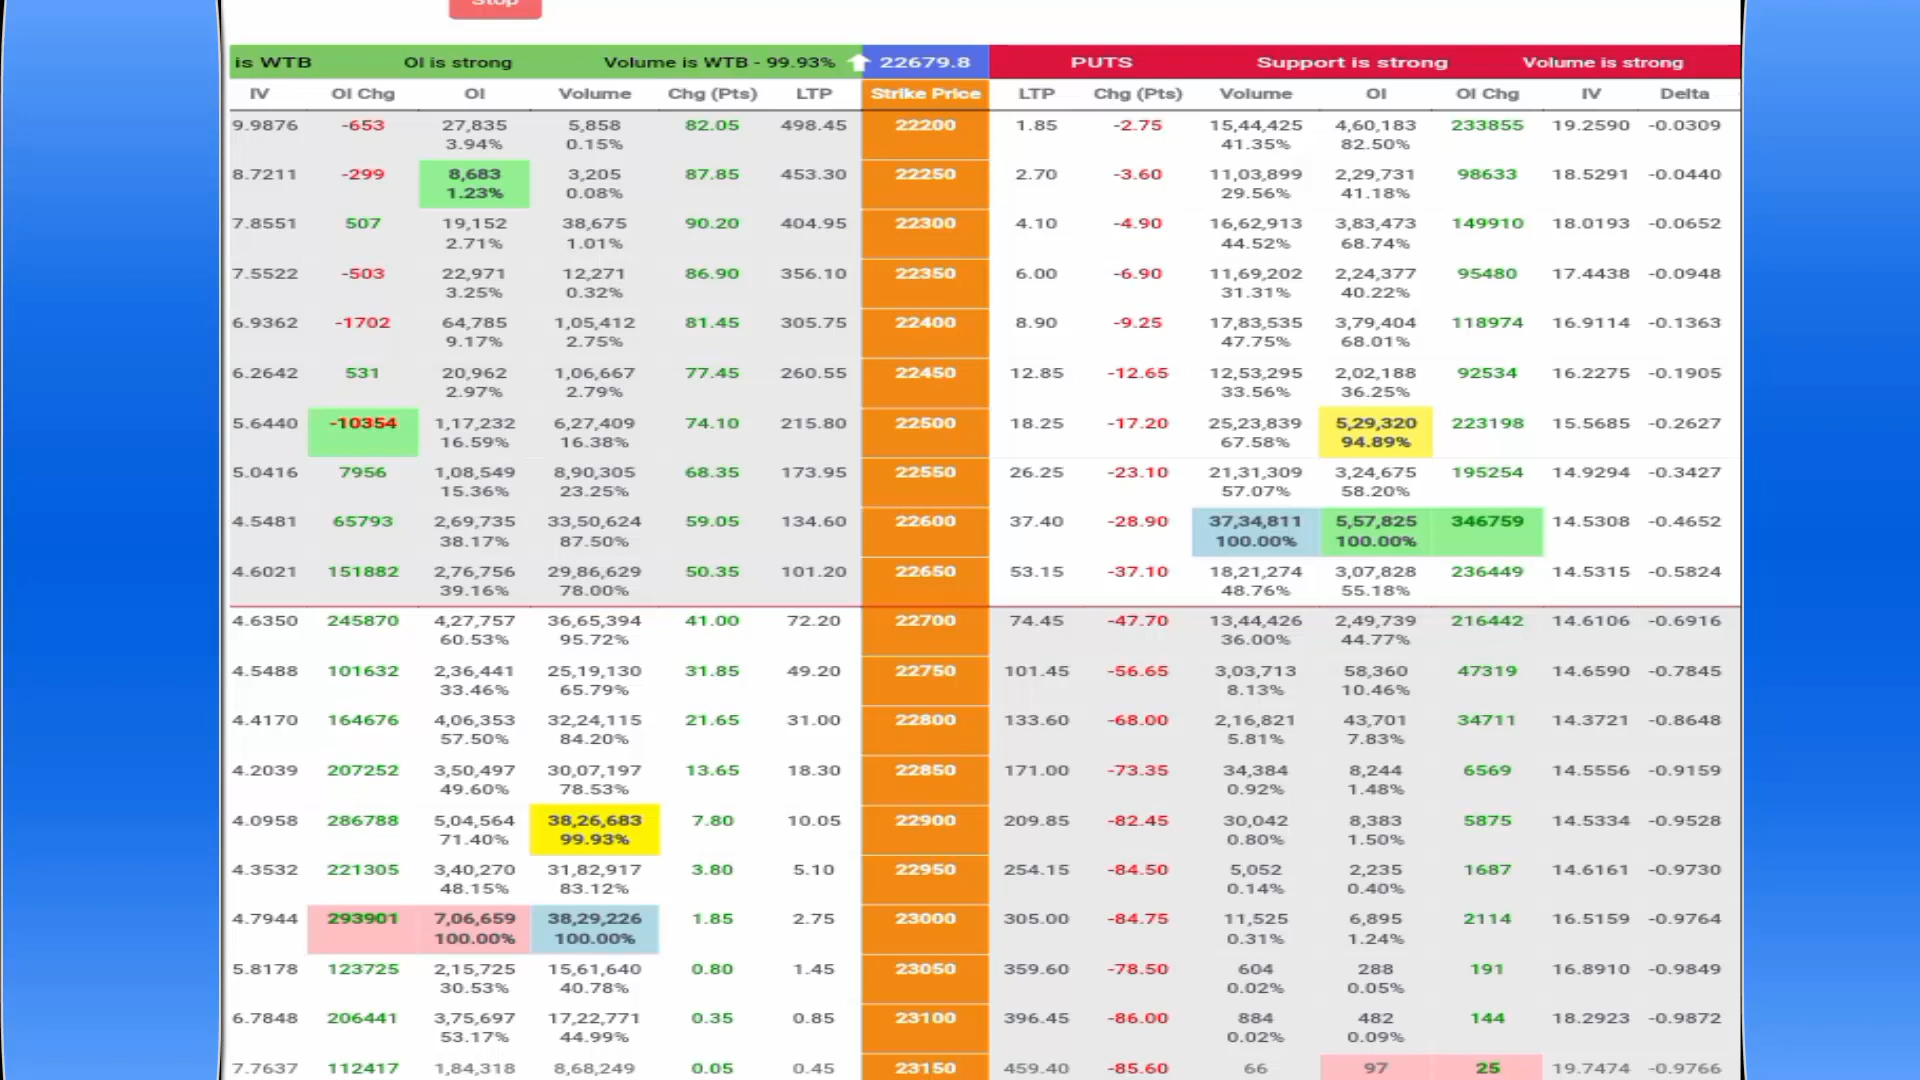 Stop
is WTB OI is strong Volume is WTB - 99.93% 22679.8 PUTS Support is strong Volume is strong
IV OI Chg OI Volume Chg (Pts) LTP Strike Price LTP Chg (Pts) Volume OI OI Chg IV Delta
9.9876 -653 27,835 5,858 82.05 498.45 22200 1.85 -2.75 15,44,425 4,60,183 233855 19.2590 -0.0309
3.94% 0.15% 41.35% 82.50%
8.7211 -299 8,683 3,205 87.85 453.30 22250 2.70 -3.60 11,03,899 2,29,731 98633 18.5291 -0.0440
1.23% 0.08% 29.56% 41.18%
7.8551 507 19,152 38,675 90.20 404.95 22300 4.10 -4.90 16,62,913 3,83,473 149910 18.0193 -0.0652
2.71% 1.01% 44.52% 68.74%
7.5522 -503 22,971 12,271 86.90 356.10 22350 6.00 -6.90 11,69,202 2,24,377 95480 17.4438 -0.0948
3.25% 0.32% 31.31% 40.22%
6.9362 -1702 64,785 1,05,412 81.45 305.75 22400 8.90 -9.25 17,83,535 3,79,404 118974 16.9114 -0.1363
9.17% 2.75% 47.75% 68.01%
6.2642 531 20,962 1,06,667 77.45 260.55 22450 12.85 -12.65 12,53,295 2,02,188 92534 16.2275 -0.1905
2.97% 2.79% 33.56% 36.25%
5.6440 -10354 1,17,232 6,27,409 74.10 215.80 22500 18.25 -17.20 25,23,839 5,29,320 223198 15.5685 -0.2627
16.59% 16.38% 67.58% 94.89%
5.0416 7956 1,08,549 8,90,305 68.35 173.95 22550 26.25 -23.10 21,31,309 3,24,675 195254 14.9294 -0.3427
15.36% 23.25% 57.07% 58.20%
4.5481 65793 2,69,735 33,50,624 59.05 134.60 22600 37.40 -28.90 37,34,811 5,57,825 346759 14.5308 -0.4652
38.17% 87.50% 100.00% 100.00%
4.6021 151882 2,76,756 29,86,629 50.35 101.20 22650 53.15 -37.10 18,21,274 3,07,828 236449 14.5315 -0.5824
39.16% 78.00% 48.76% 55.18%
4.6350 245870 4,27,757 36,65,394 41.00 72.20 22700 74.45 -47.70 13,44,426 2,49,739 216442 14.6106 -0.6916
60.53% 95.72% 36.00% 44.77%
4.5488 101632 2,36,441 25,19,130 31.85 49.20 22750 101.45 -56.65 3,03,713 58,360 47319 14.6590 -0.7845
33.46% 65.79% 8.13% 10.46%
4.4170 164676 4,06,353 32,24,115 21.65 31.00 22800 133.60 -68.00 2,16,821 43,701 34711 14.3721 -0.8648
57.50% 84.20% 5.81% 7.83%
4.2039 207252 3,50,497 30,07,197 13.65 18.30 22850 171.00 -73.35 34,384 8,244 6569 14.5556 -0.9159
49.60% 78.53% 0.92% 1.48%
4.0958 286788 5,04,564 38,26,683 7.80 10.05 22900 209.85 -82.45 30,042 8,383 5875 14.5334 -0.9528
71.40% 99.93% 0.80% 1.50%
4.3532 221305 3,40,270 31,82,917 3.80 5.10 22950 254.15 -84.50 5,052 2,235 1687 14.6161 -0.9730
48.15% 83.12% 0.14% 0.40%
4.7944 293901 7,06,659 38,29,226 1.85 2.75 23000 305.00 -84.75 11,525 6,895 2114 16.5159 -0.9764
100.00% 100.00% 0.31% 1.24%
5.8178 123725 2,15,725 15,61,640 0.80 1.45 23050 359.60 -78.50 604 288 191 16.8910 -0.9849
30.53% 40.78% 0.02% 0.05%
6.7848 206441 3,75,697 17,22,771 0.35 0.85 23100 396.45 -86.00 884 482 144 18.2923 -0.9872
53.17% 44.99% 0.02% 0.09%
7.7637 112417 1,84,318 8,68,249 0.05 0.45 23150 459.40 -85.60 66 97 25 19.7474 -0.9766